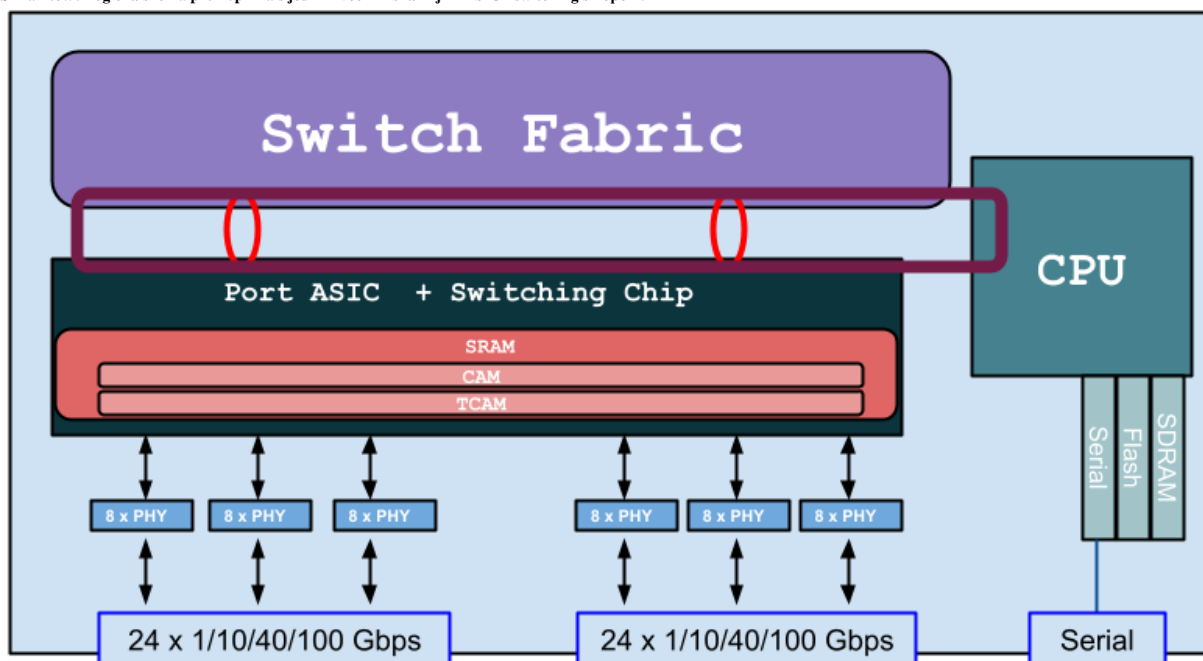 Switch Fabric
CPU
Port ASIC + Switching Chip
SRAM
CAM
TCAM
Serial
Flash
SDRAM
8 x PHY
8 x PHY
8 x PHY
8 x PHY
8 x PHY
8 x PHY
24 x 1/10/40/100 Gbps
24 x 1/10/40/100 Gbps
Serial